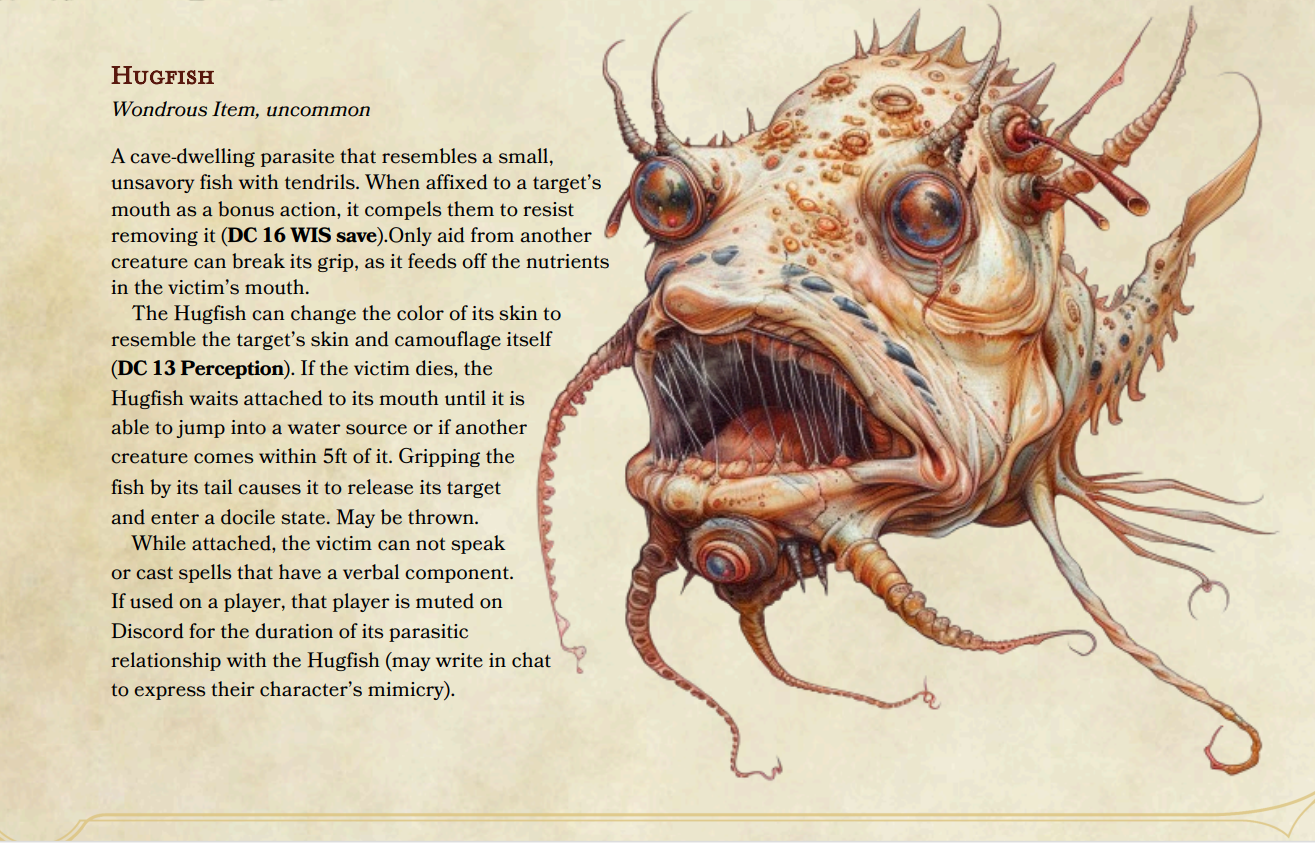 Hugfish
Wondrous Item, uncommon
A cave-dwelling parasite that resembles a small,
unsavory fish with tendrils. When affixed to a target's
mouth as a bonus action, it compels them to resist
removing it (DC 16 WIS save).Only aid from another
creature can break its grip, as it feeds off the nutrients
in the victim's mouth.
The Hugfish can change the color of its skin to
resemble the target's skin and camouflage itself
(DC 13 Perception). If the victim dies, the
Hugfish waits attached to its mouth until it is
able to jump into a water source or if another
creature comes within 5ft of it. Gripping the
fish by its tail causes it to release its target
and enter a docile state. May be thrown.
While attached, the victim can not speak
or cast spells that have a verbal component.
If used on a player, that player is muted on
Discord for the duration of its parasitic
relationship with the Hugfish (may write in chat
to express their character's mimicry).